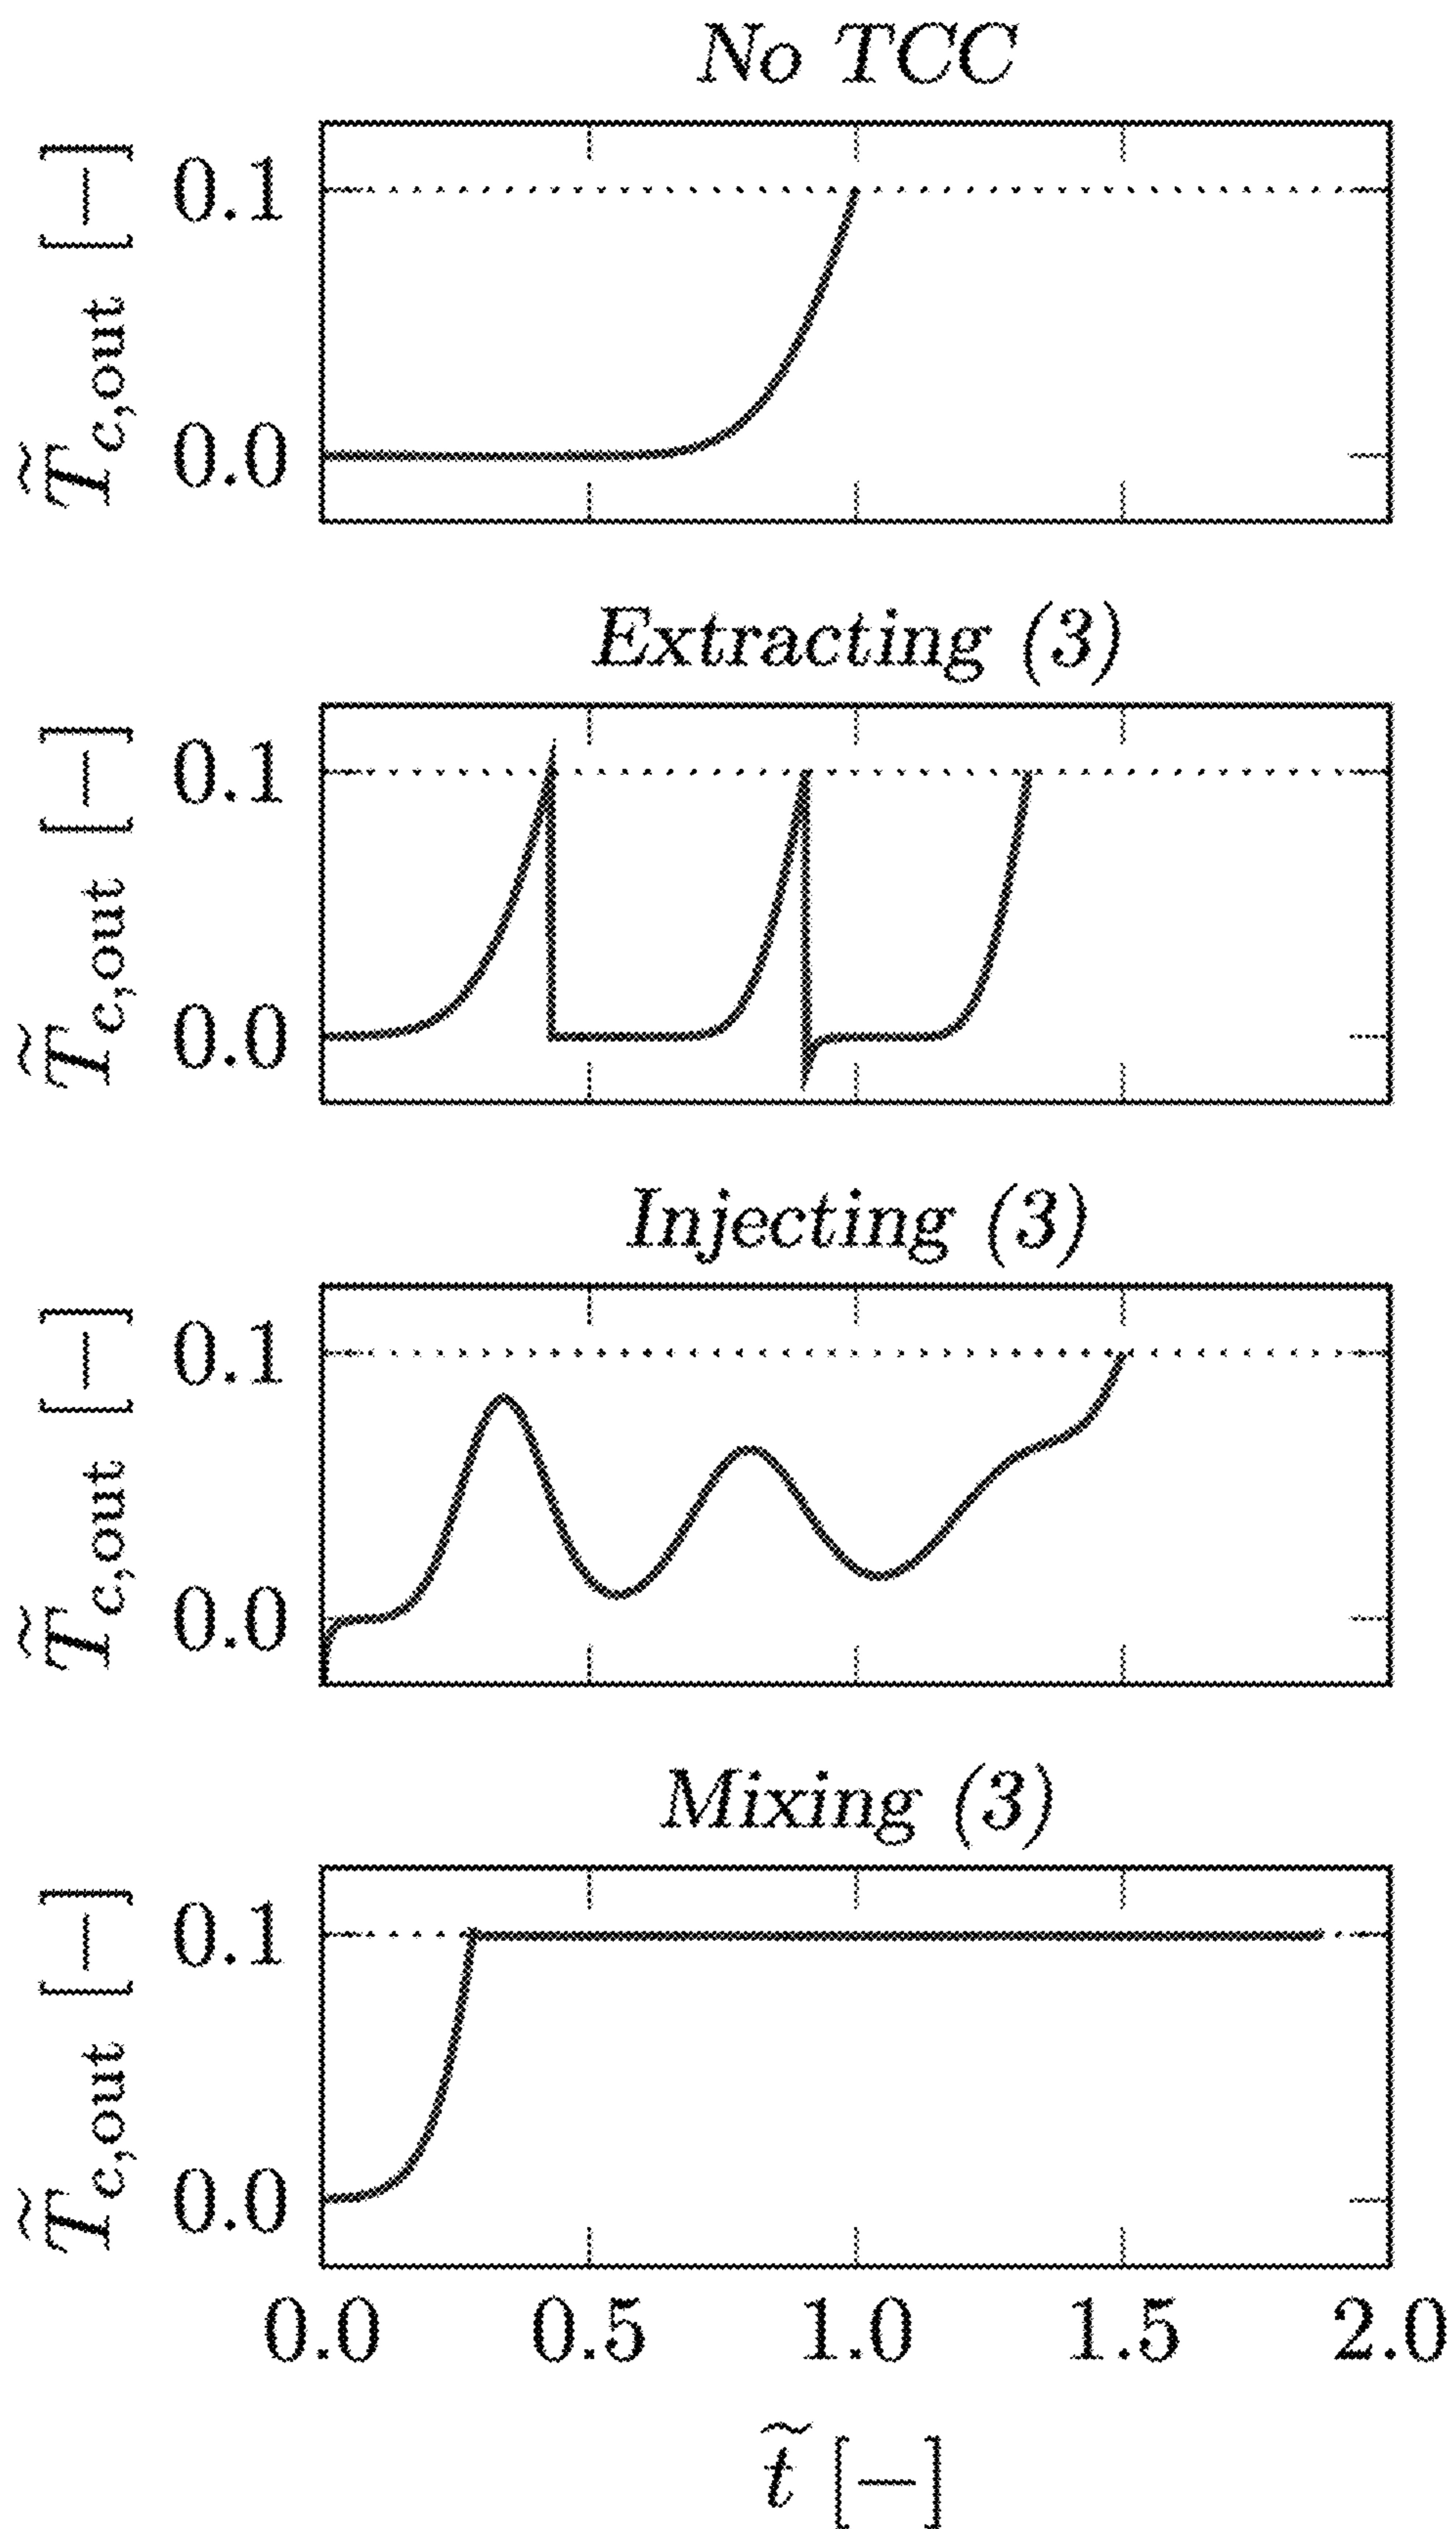 No TCC
T̃c,out [−]
0.1
0.0
Extracting (3)
T̃c,out [−]
0.1
0.0
Injecting (3)
T̃c,out [−]
0.1
0.0
Mixing (3)
T̃c,out [−]
0.1
0.0
0.0 0.5 1.0 1.5 2.0
t̃ [−]